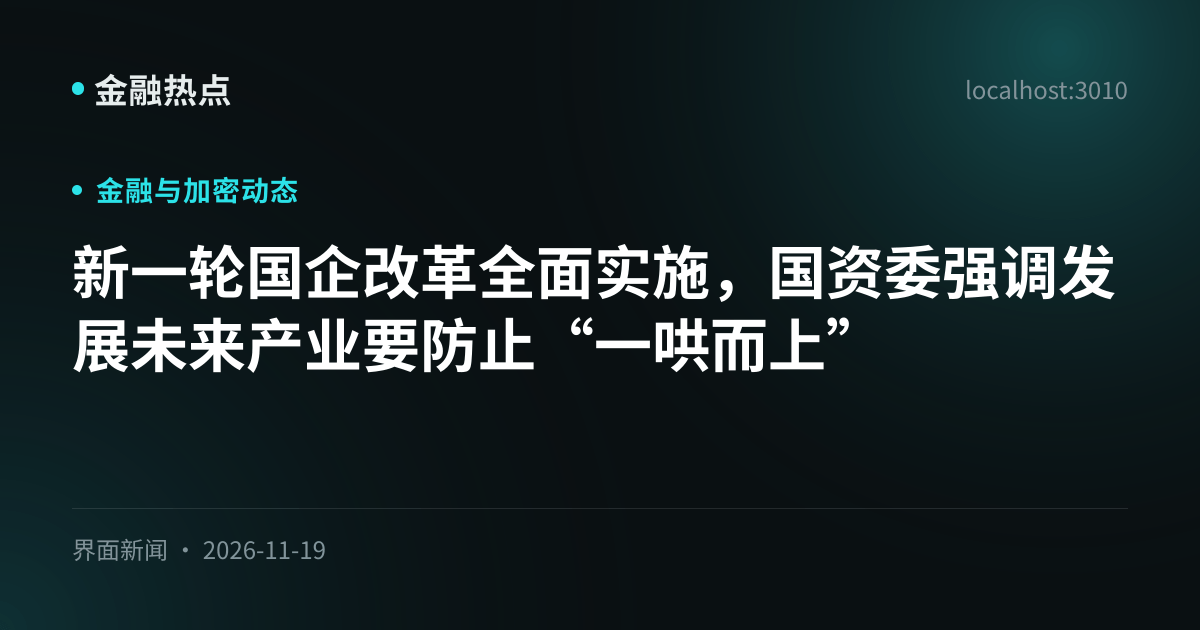 金融热点
localhost:3010
金融与加密动态
新一轮国企改革全面实施，国资委强调发
展未来产业要防止“一哄而上”
界面新闻 · 2026-11-19